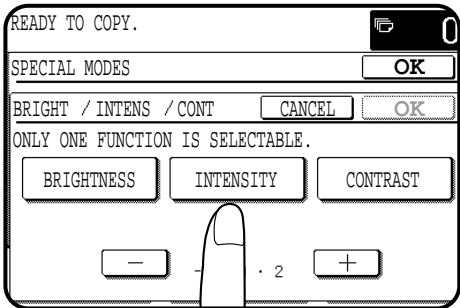 READY TO COPY. 0
SPECIAL MODES OK
BRIGHT / INTENS / CONT CANCEL OK
ONLY ONE FUNCTION IS SELECTABLE.
BRIGHTNESS INTENSITY CONTRAST
− · 2 +